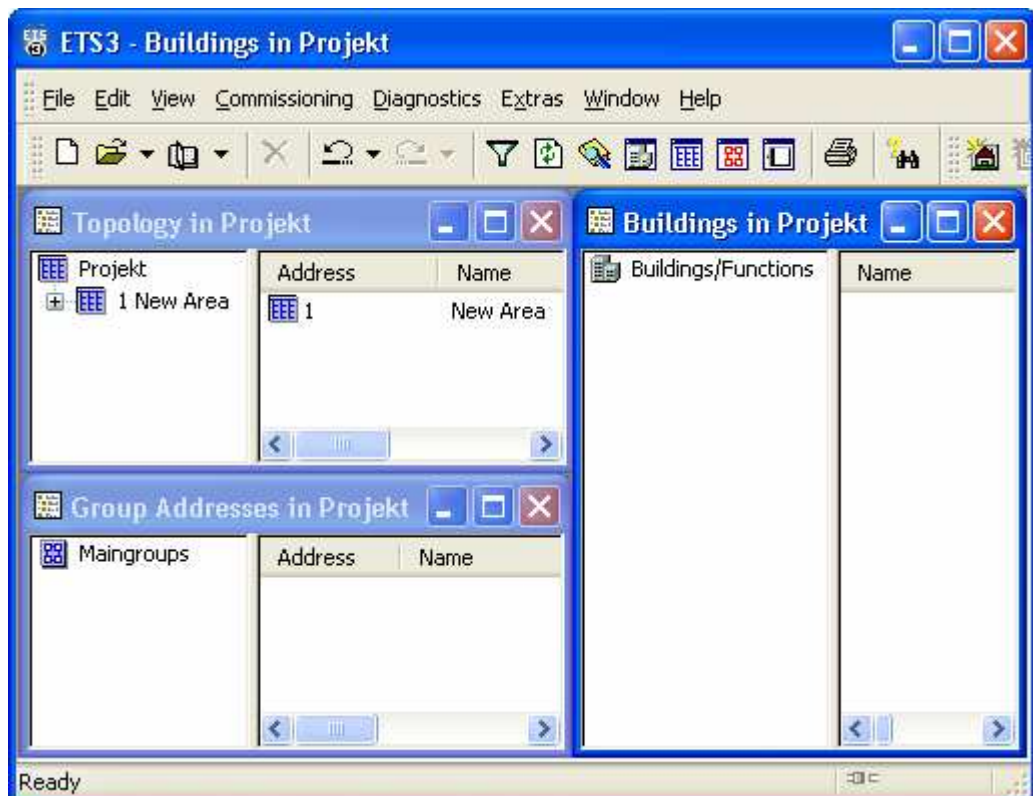 ETS3 - Buildings in Projekt
File Edit View Commissioning Diagnostics Extras Window Help
Topology in Projekt
Projekt
1 New Area
Address Name
1 New Area
Buildings in Projekt
Buildings/Functions
Name
Group Addresses in Projekt
Maingroups
Address Name
Ready